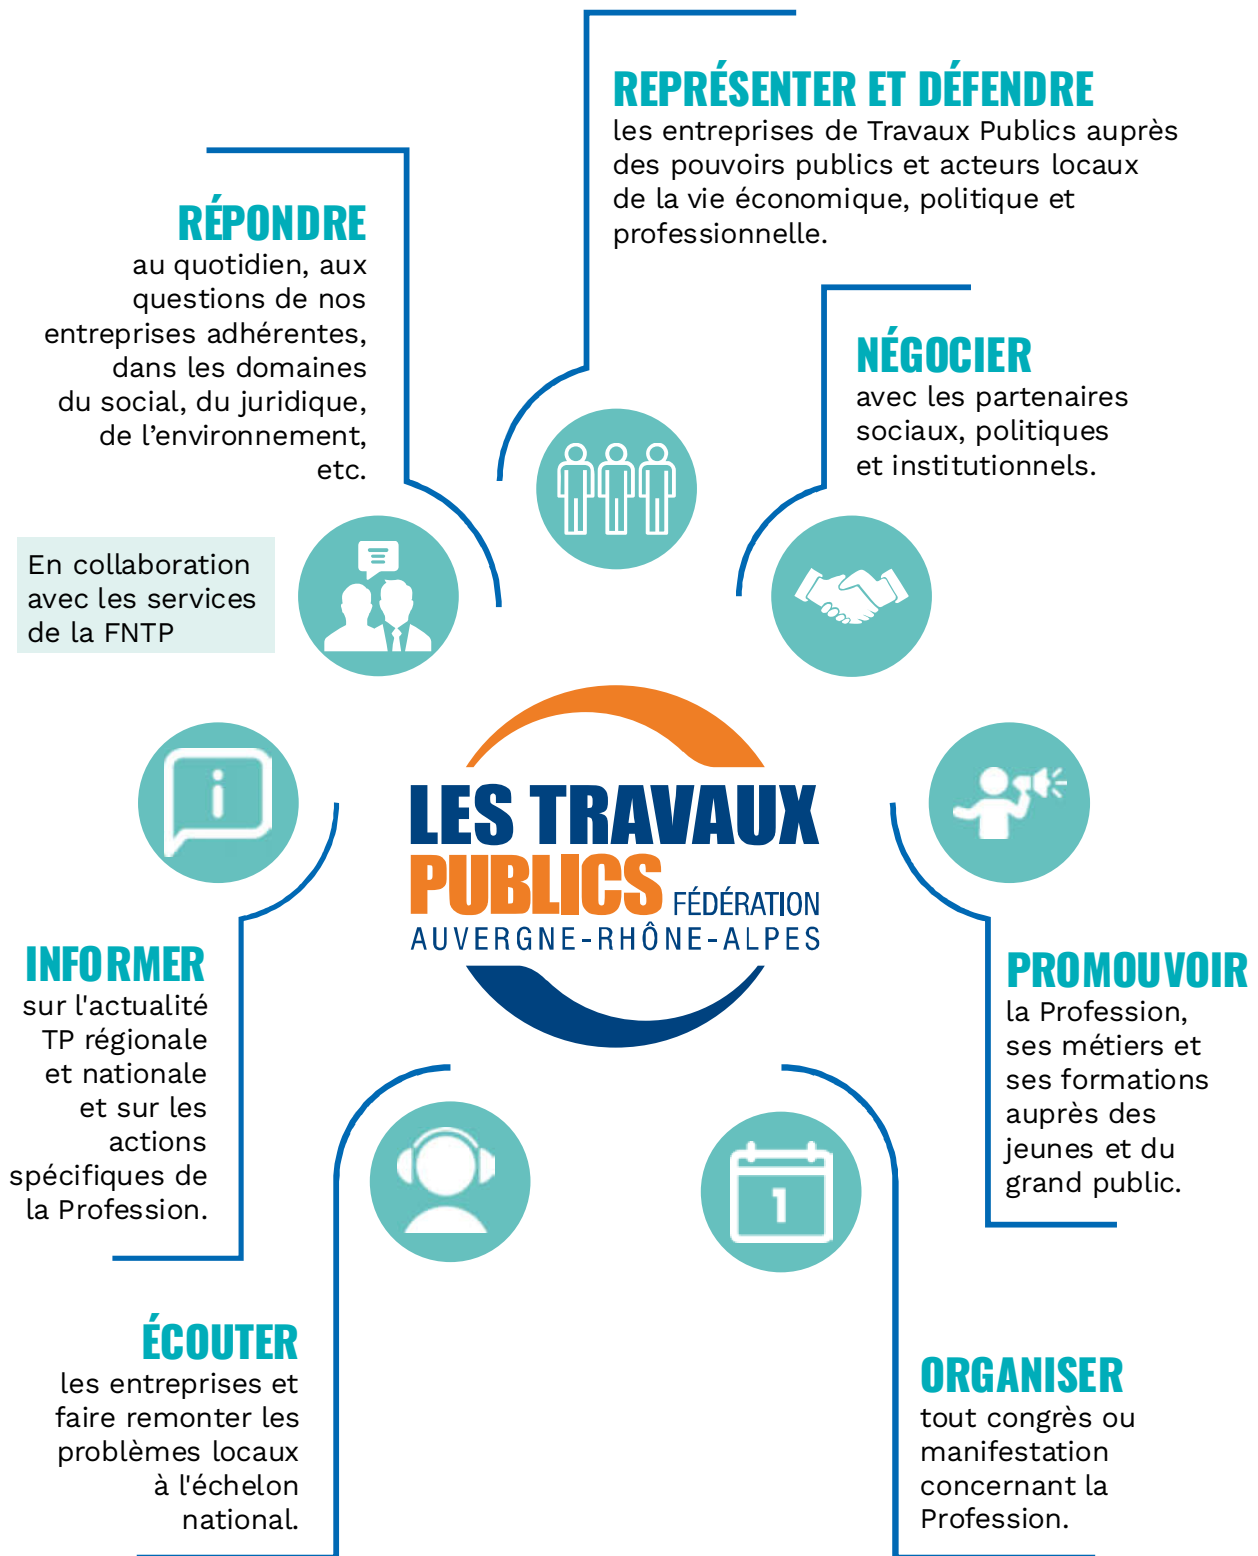 REPRÉSENTER ET DÉFENDRE
les entreprises de Travaux Publics auprès
des pouvoirs publics et acteurs locaux
de la vie économique, politique et
professionnelle.
RÉPONDRE
au quotidien, aux
questions de nos
entreprises adhérentes,
dans les domaines
du social, du juridique,
de l’environnement,
etc.
En collaboration
avec les services
de la FNTP
NÉGOCIER
avec les partenaires
sociaux, politiques
et institutionnels.
LES TRAVAUX
PUBLICS FÉDÉRATION
AUVERGNE-RHÔNE-ALPES
INFORMER
sur l'actualité
TP régionale
et nationale
et sur les
actions
spécifiques de
la Profession.
PROMOUVOIR
la Profession,
ses métiers et
ses formations
auprès des
jeunes et du
grand public.
1
ÉCOUTER
les entreprises et
faire remonter les
problèmes locaux
à l'échelon
national.
ORGANISER
tout congrès ou
manifestation
concernant la
Profession.